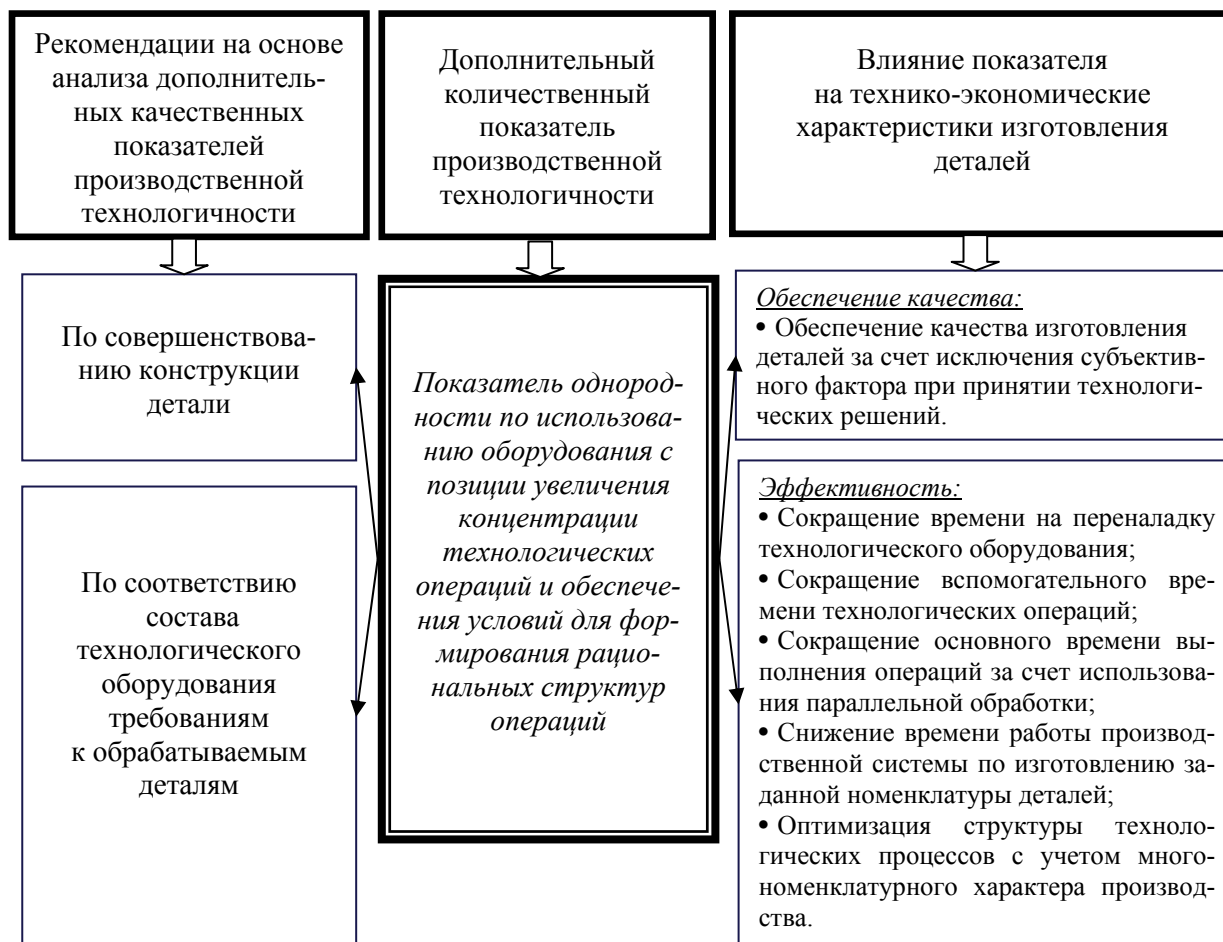 Рекомендации на основе
анализа дополнитель-
ных качественных
показателей
производственной
технологичности
Дополнительный
количественный
показатель
производственной
технологичности
Влияние показателя
на технико-экономические
характеристики изготовления
деталей
По совершенствова-
нию конструкции
детали
По соответствию
состава
технологического
оборудования
требованиям
к обрабатываемым
деталям
Показатель однород-
ности по использова-
нию оборудования с
позиции увеличения
концентрации
технологических
операций и обеспече-
ния условий для фор-
мирования рацио-
нальных структур
операций
Обеспечение качества:
• Обеспечение качества изготовления
деталей за счет исключения субъектив-
ного фактора при принятии технологи-
ческих решений.
Эффективность:
• Сокращение времени на переналадку
технологического оборудования;
• Сокращение вспомогательного вре-
мени технологических операций;
• Сокращение основного времени вы-
полнения операций за счет использова-
ния параллельной обработки;
• Снижение времени работы производ-
ственной системы по изготовлению за-
данной номенклатуры деталей;
• Оптимизация структуры техноло-
гических процессов с учетом много-
номенклатурного характера производ-
ства.